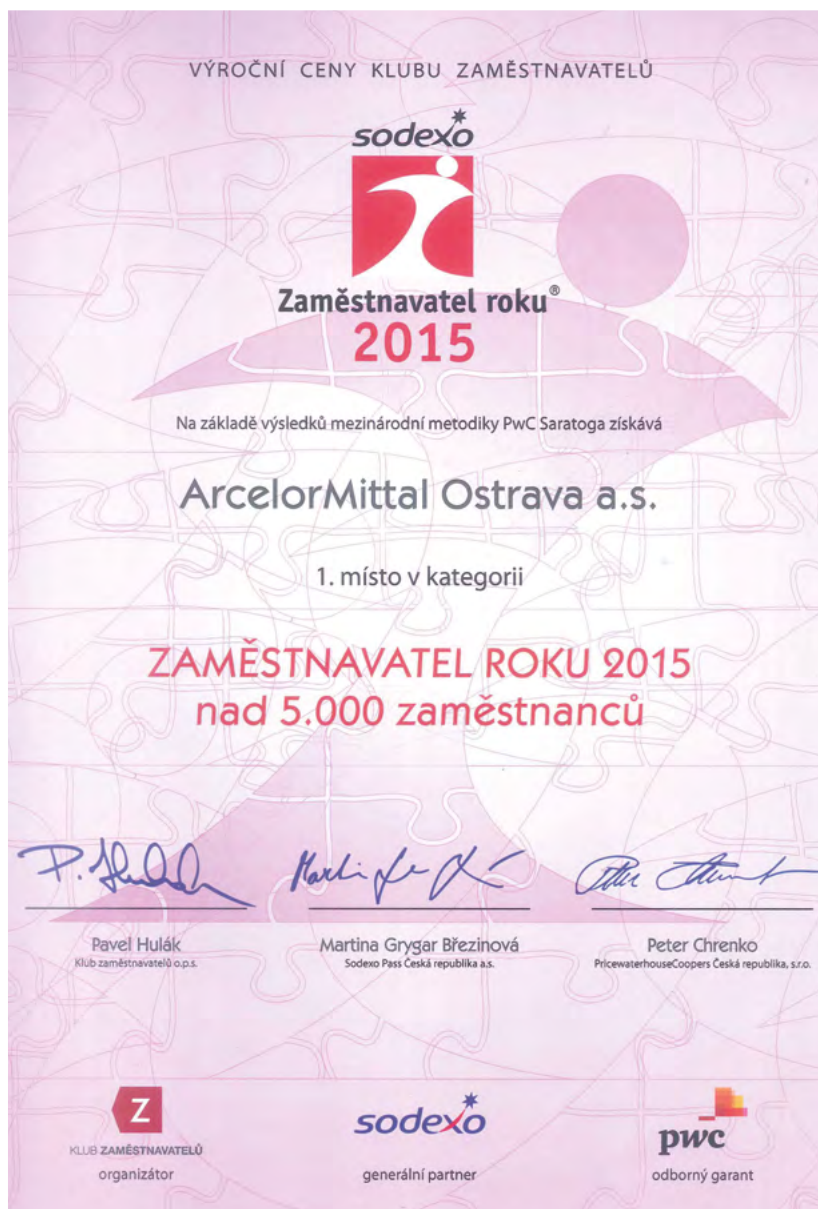 VÝROČNÍ CENY KLUBU ZAMĚSTNAVATELŮ
sodexo
Zaměstnavatel roku®
2015
Na základě výsledků mezinárodní metodiky PwC Saratoga získává
ArcelorMittal Ostrava a.s.
1. místo v kategorii
ZAMĚSTNAVATEL ROKU 2015
nad 5.000 zaměstnanců
Pavel Hulák
Klub zaměstnavatelů o.p.s.
Martina Grygar Březinová
Sodexo Pass Česká republika a.s.
Peter Chrenko
PricewaterhouseCoopers Česká republika, s.r.o.
Z
KLUB ZAMĚSTNAVATELŮ
organizátor
sodexo
generální partner
pwc
odborný garant